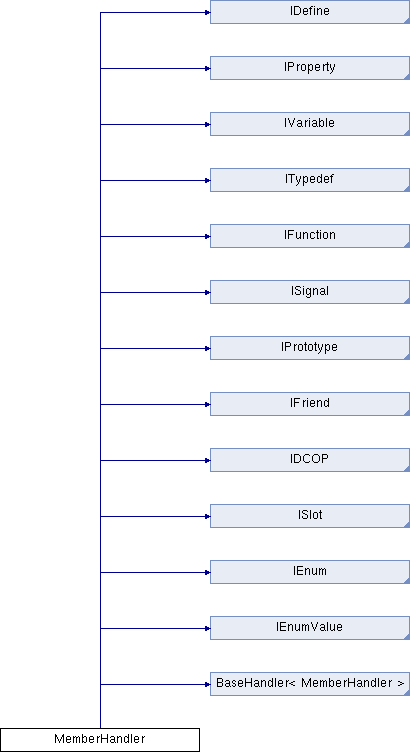 IDefine
IProperty
IVariable
ITypedef
IFunction
ISignal
IPrototype
IFriend
IDCOP
ISlot
IEnum
IEnumValue
BaseHandler< MemberHandler >
MemberHandler